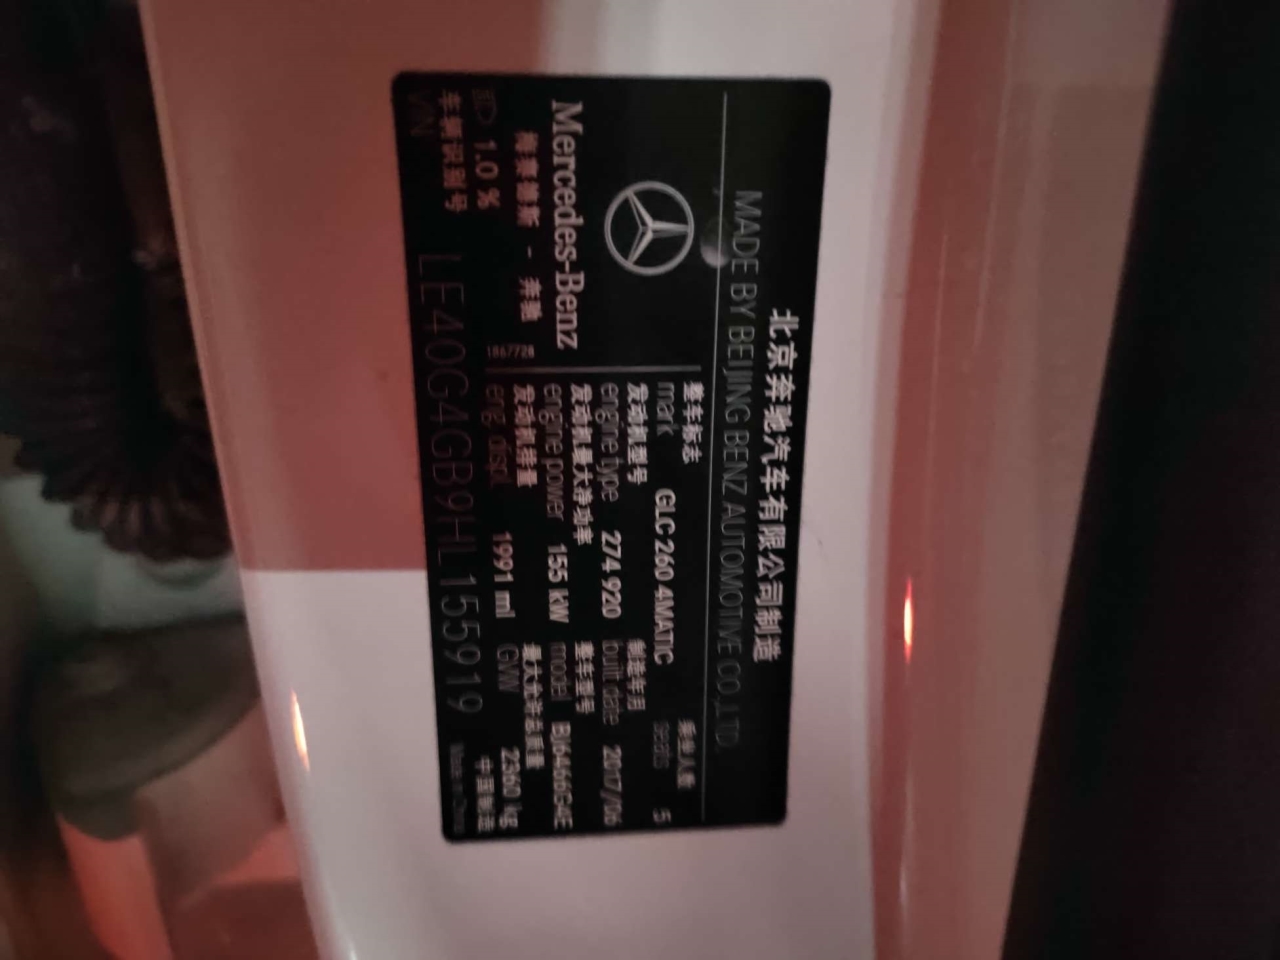 北京奔驰汽车有限公司制造
MADE BY BEIJING BENZ AUTOMOTIVE CO.,LTD.
Mercedes-Benz
梅赛德斯 - 奔驰
1867728
整车标志
mark GLC 260 4MATIC
乘坐人数
seats 5
发动机型号
engine type 274 920
制造年月
built date 2017/06
发动机最大净功率
engine power 155 kW
整车型号
model BJ6466G4E
发动机排量
eng. displ. 1991 ml
最大允许总质量
GVW 2360 kg
1.0 %
车辆识别号
VIN LE40G4GB9HL155919
中国制造
Made in China